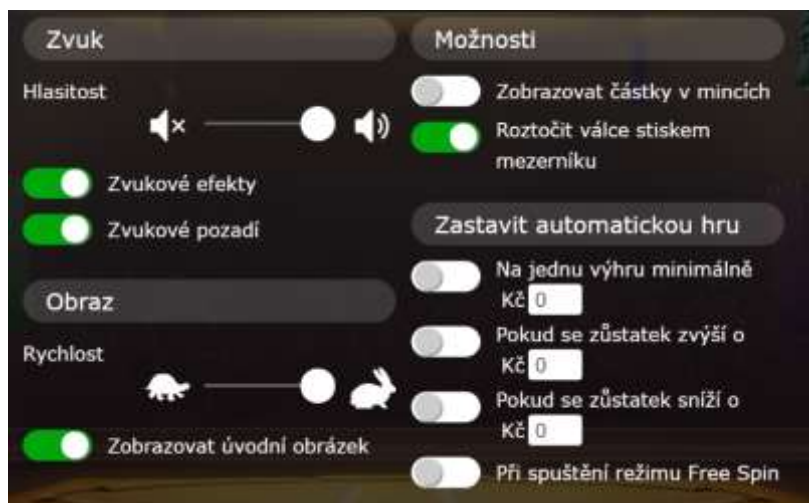 Zvuk
Hlasitost
Zvukové efekty
Zvukové pozadí
Obraz
Rychlost
Zobrazovat úvodní obrázek
Možnosti
Zobrazovat částky v mincích
Roztočit válce stiskem
mezerníku
Zastavit automatickou hru
Na jednu výhru minimálně
Kč 0
Pokud se zůstatek zvýší o
Kč 0
Pokud se zůstatek sníží o
Kč 0
Při spuštění režimu Free Spin